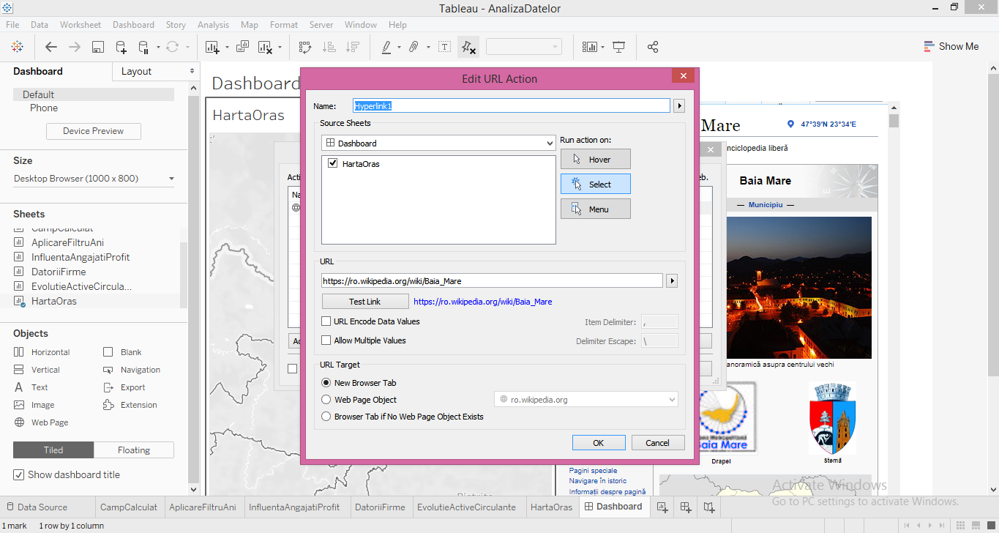 Tableau - AnalizaDatelor
File Data Worksheet Dashboard Story Analysis Map Format Server Window Help
Show Me
Dashboard Layout
Default
Phone
Device Preview
Size
Desktop Browser (1000 x 800)
Sheets
CampCalculat
AplicareFiltruAni
InfluentaAngajatiProfit
DatoriiFirme
EvolutieActiveCircula...
HartaOras
Objects
Horizontal Blank
Vertical Navigation
Text Export
Image Extension
Web Page
Tiled Floating
Show dashboard title
Dashboard
HartaOras
Edit URL Action
Name: Hyperlink1
Source Sheets
Dashboard
HartaOras
Run action on:
Hover
Select
Menu
URL
https://ro.wikipedia.org/wiki/Baia_Mare
Test Link https://ro.wikipedia.org/wiki/Baia_Mare
URL Encode Data Values Item Delimiter: ,
Allow Multiple Values Delimiter Escape: \
URL Target
New Browser Tab
Web Page Object ro.wikipedia.org
Browser Tab if No Web Page Object Exists
OK Cancel
Mare
47°39′N 23°34′E
nciclopedia liberă
Baia Mare
— Municipiu —
anoramică asupra centrului vechi
Baia Mare
Drapel Stemă
Pagini speciale
Navigare în istoric
Informații despre pagină
Bistrița
Activate Windows
Go to PC settings to activate Windows.
Data Source CampCalculat AplicareFiltruAni InfluentaAngajatiProfit DatoriiFirme EvolutieActiveCirculante HartaOras Dashboard
1 mark 1 row by 1 column